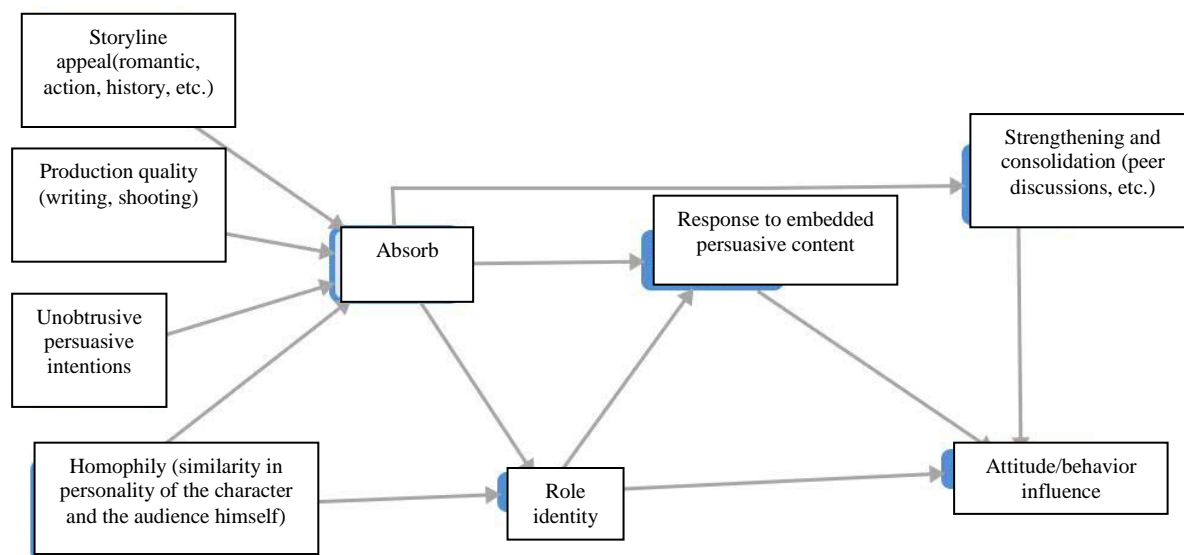 Storyline
appeal(romantic,
action, history, etc.)
Production quality
(writing, shooting)
Unobtrusive
persuasive
intentions
Homophily (similarity in
personality of the character
and the audience himself)
Absorb
Role
identity
Response to embedded
persuasive content
Strengthening and
consolidation (peer
discussions, etc.)
Attitude/behavior
influence